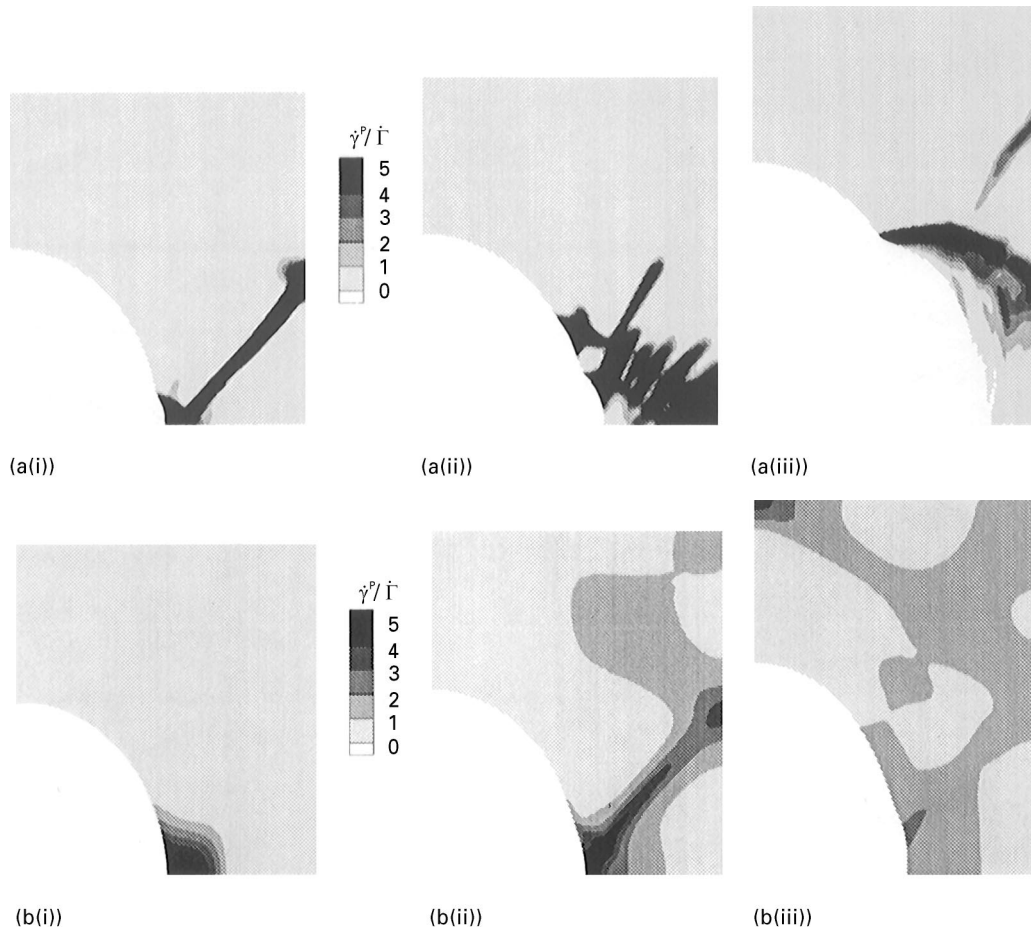 γ̇ᵖ/ Γ̇
5
4
3
2
1
0
(a(i))
(a(ii))
(a(iii))
γ̇ᵖ/ Γ̇
5
4
3
2
1
0
(b(i))
(b(ii))
(b(iii))